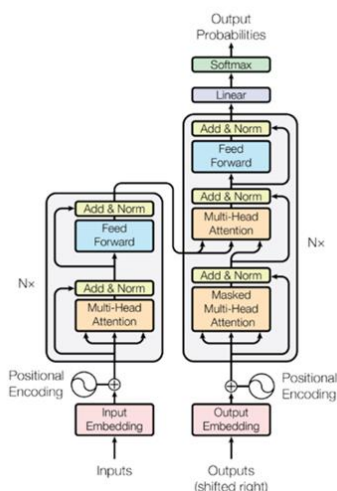 Output
Probabilities
Softmax
Linear
Add & Norm
Feed
Forward
Add & Norm
Multi-Head
Attention
Nx
Add & Norm
Masked
Multi-Head
Attention
Positional
Encoding
Output
Embedding
Outputs
(shifted right)
Add & Norm
Feed
Forward
Nx
Add & Norm
Multi-Head
Attention
Positional
Encoding
Input
Embedding
Inputs